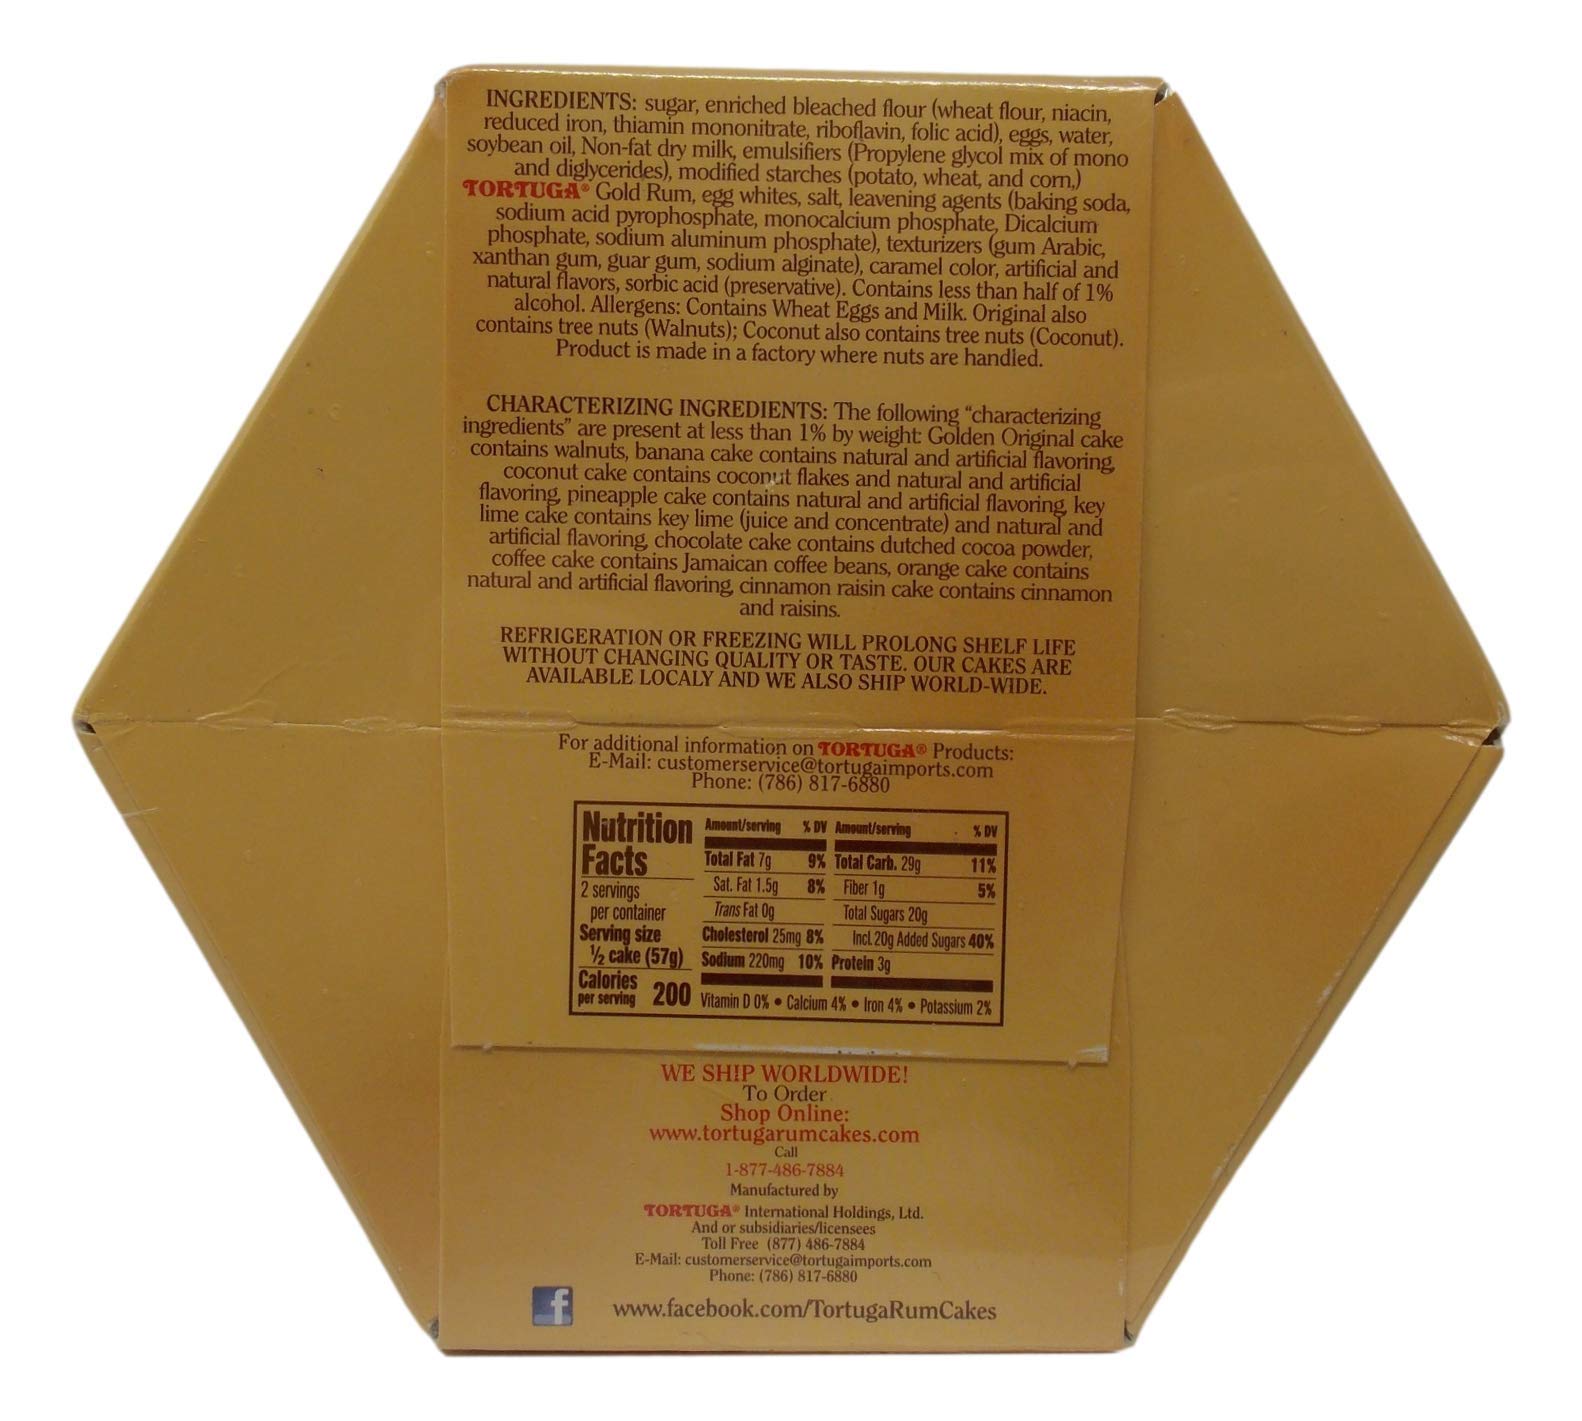 INGREDIENTS: sugar, enriched bleached flour (wheat flour, niacin,
reduced iron, thiamin mononitrate, riboflavin, folic acid), eggs, water,
soybean oil, Non-fat dry milk, emulsifiers (Propylene glycol mix of mono
and diglycerides), modified starches (potato, wheat, and corn,)
TORTUGA® Gold Rum, egg whites, salt, leavening agents (baking soda,
sodium acid pyrophosphate, monocalcium phosphate, Dicalcium
phosphate, sodium aluminum phosphate), texturizers (gum Arabic,
xanthan gum, guar gum, sodium alginate), caramel color, artificial and
natural flavors, sorbic acid (preservative). Contains less than half of 1%
alcohol. Allergens: Contains Wheat Eggs and Milk. Original also
contains tree nuts (Walnuts); Coconut also contains tree nuts (Coconut).
Product is made in a factory where nuts are handled.
CHARACTERIZING INGREDIENTS: The following "characterizing
ingredients" are present at less than 1% by weight: Golden Original cake
contains walnuts, banana cake contains natural and artificial flavoring,
coconut cake contains coconut flakes and natural and artificial
flavoring, pineapple cake contains natural and artificial flavoring, key
lime cake contains key lime (juice and concentrate) and natural and
artificial flavoring, chocolate cake contains dutched cocoa powder,
coffee cake contains Jamaican coffee beans, orange cake contains
natural and artificial flavoring, cinnamon raisin cake contains cinnamon
and raisins.
REFRIGERATION OR FREEZING WILL PROLONG SHELF LIFE
WITHOUT CHANGING QUALITY OR TASTE. OUR CAKES ARE
AVAILABLE LOCALY AND WE ALSO SHIP WORLD-WIDE.
For additional information on TORTUGA® Products:
E-Mail: customerservice@tortugaimports.com
Phone: (786) 817-6880
Nutrition
Facts
2 servings
per container
Serving size
½ cake (57g)
Calories
per serving 200
Amount/serving % DV
Total Fat 7g 9%
Sat. Fat 1.5g 8%
Trans Fat 0g
Cholesterol 25mg 8%
Sodium 220mg 10%
Amount/serving % DV
Total Carb. 29g 11%
Fiber 1g 5%
Total Sugars 20g
Incl. 20g Added Sugars 40%
Protein 3g
Vitamin D 0% • Calcium 4% • Iron 4% • Potassium 2%
WE SHIP WORLDWIDE!
To Order
Shop Online:
www.tortugarumcakes.com
Call
1-877-486-7884
Manufactured by
TORTUGA® International Holdings, Ltd.
And or subsidiaries/licensees
Toll Free (877) 486-7884
E-Mail: customerservice@tortugaimports.com
Phone: (786) 817-6880
f
www.facebook.com/TortugaRumCakes